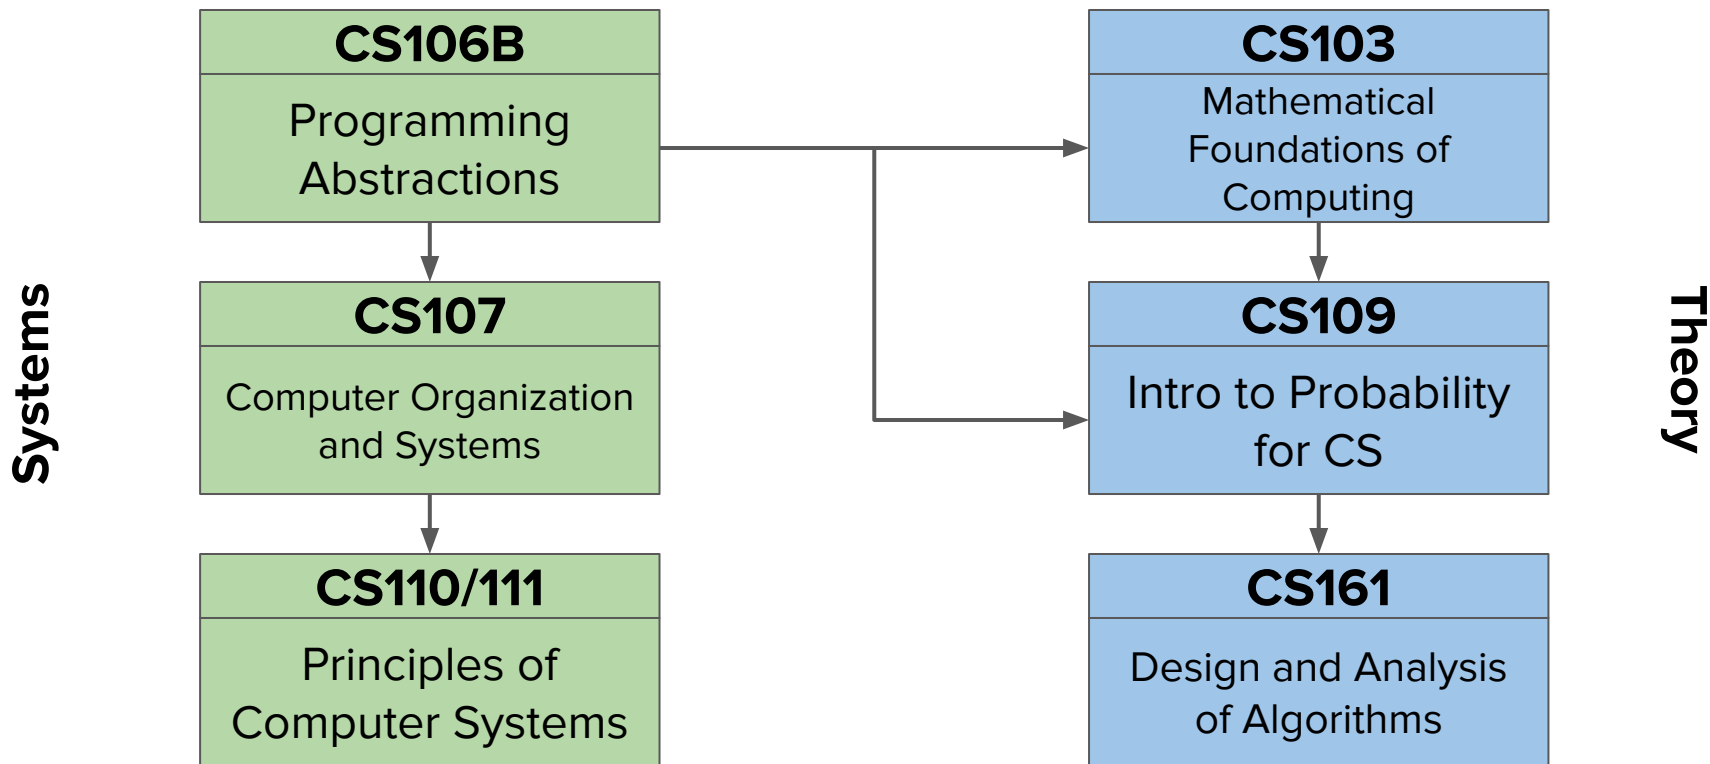 Systems
CS106B
Programming
Abstractions
CS107
Computer Organization
and Systems
CS110/111
Principles of
Computer Systems
CS103
Mathematical
Foundations of
Computing
CS109
Intro to Probability
for CS
CS161
Design and Analysis
of Algorithms
Theory